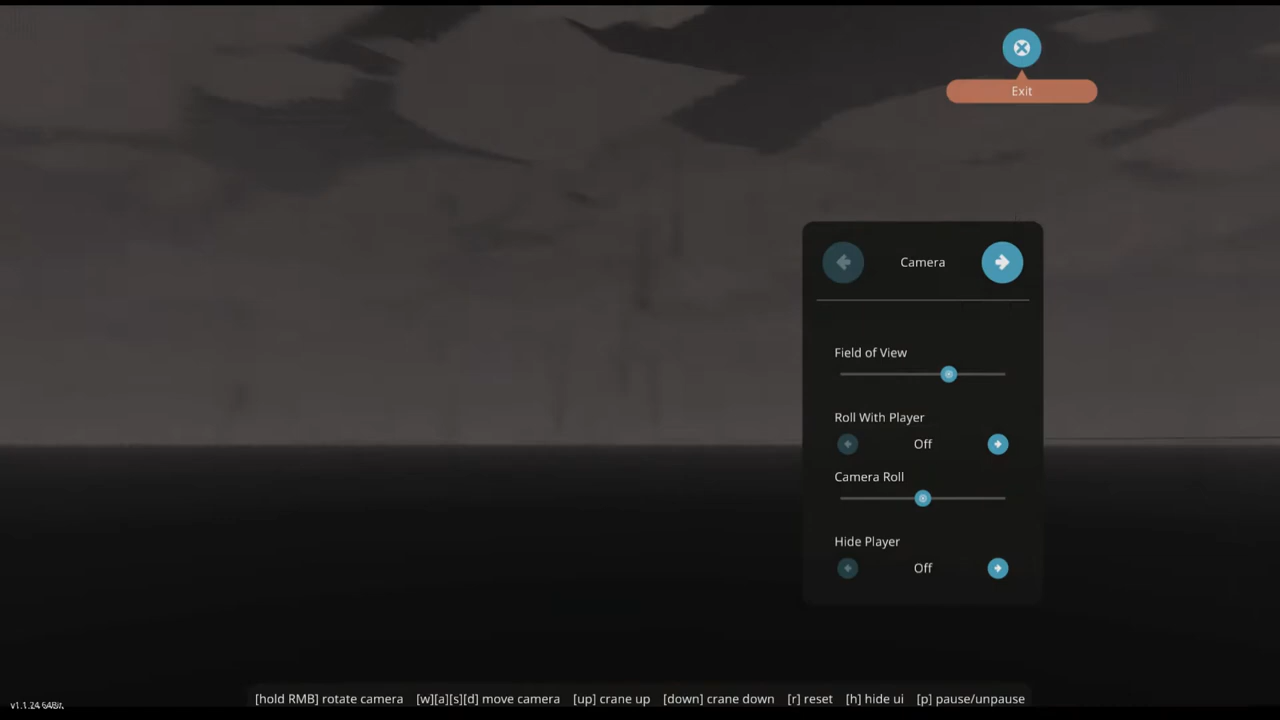 Exit
Camera
Field of View
Roll With Player
Off
Camera Roll
Hide Player
Off
[hold RMB] rotate camera [w][a][s][d] move camera [up] crane up [down] crane down [r] reset [h] hide ui [p] pause/unpause